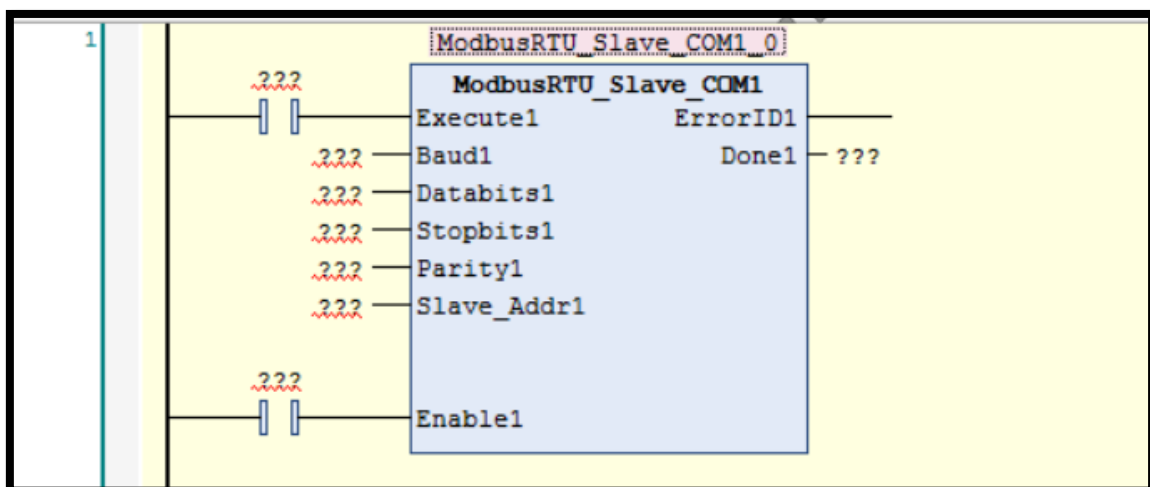 1
ModbusRTU_Slave_COM1_0
???
ModbusRTU_Slave_COM1
Execute1 ErrorID1
??? Baud1 Done1 ???
??? Databits1
??? Stopbits1
??? Parity1
??? Slave_Addr1
???
Enable1